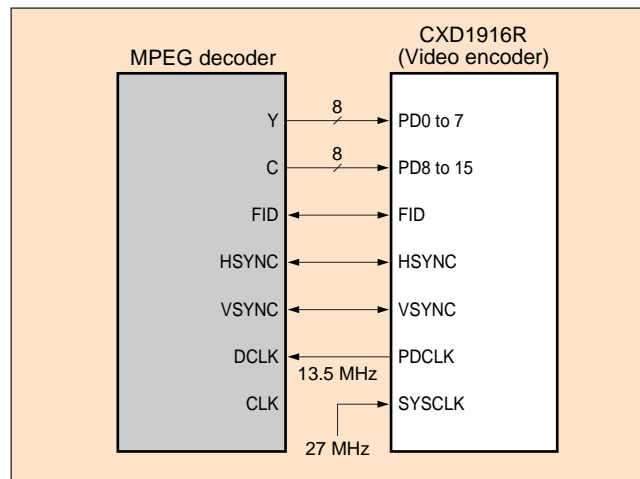 MPEG decoder
CXD1916R
(Video encoder)
Y
8
PD0 to 7
C
8
PD8 to 15
FID
FID
HSYNC
HSYNC
VSYNC
VSYNC
DCLK
13.5 MHz
PDCLK
CLK
SYSCLK
27 MHz